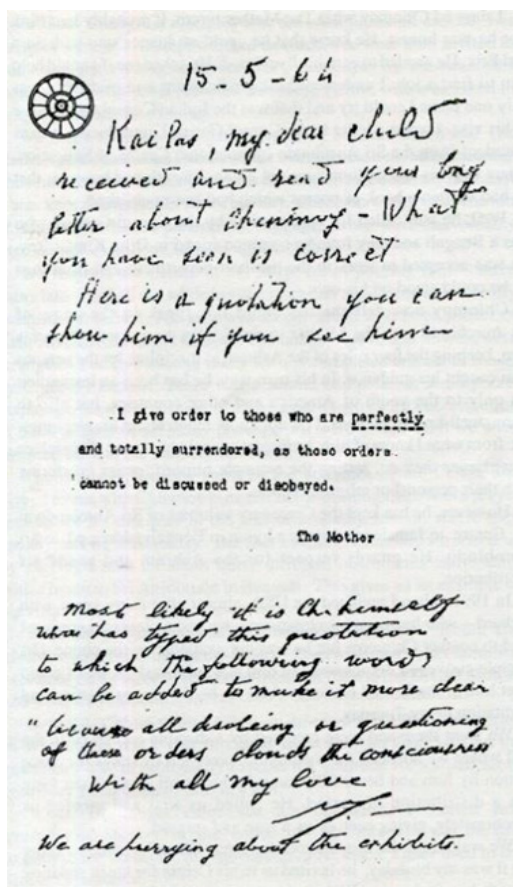 15-5-64
Kailas, my dear child
received and read your long
letter about Chinmoy - What
you have seen is correct
Here is a quotation you can
show him if you see him
I give order to those who are perfectly
and totally surrendered, as those orders
cannot be discussed or disobeyed.
The Mother
most likely it is Ch. himself
who has typed this quotation
to which the following words
can be added to make it more clear
"because all disobeing or questioning
of these orders clouds the consciousness
With all my love
We are hurrying about the exhibits.